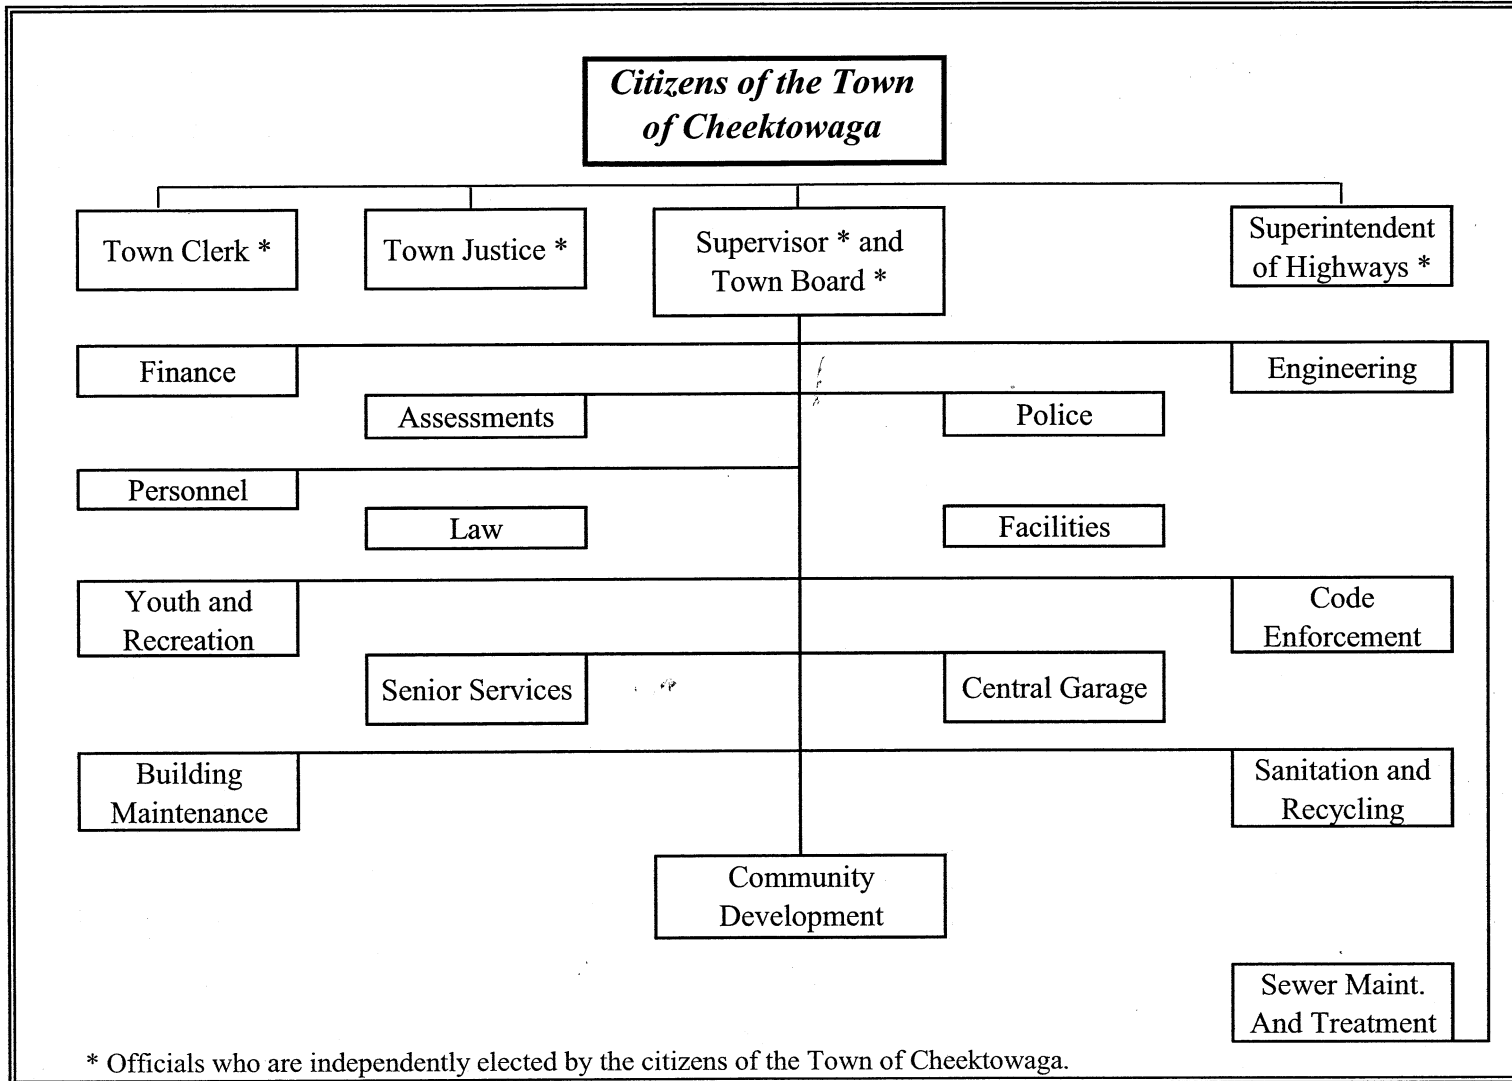 Citizens of the Town
of Cheektowaga
Town Clerk *
Town Justice *
Supervisor * and
Town Board *
Superintendent
of Highways *
Finance
Engineering
Assessments
Police
Personnel
Law
Facilities
Youth and
Recreation
Code
Enforcement
Senior Services
Central Garage
Building
Maintenance
Sanitation and
Recycling
Community
Development
Sewer Maint.
And Treatment
* Officials who are independently elected by the citizens of the Town of Cheektowaga.